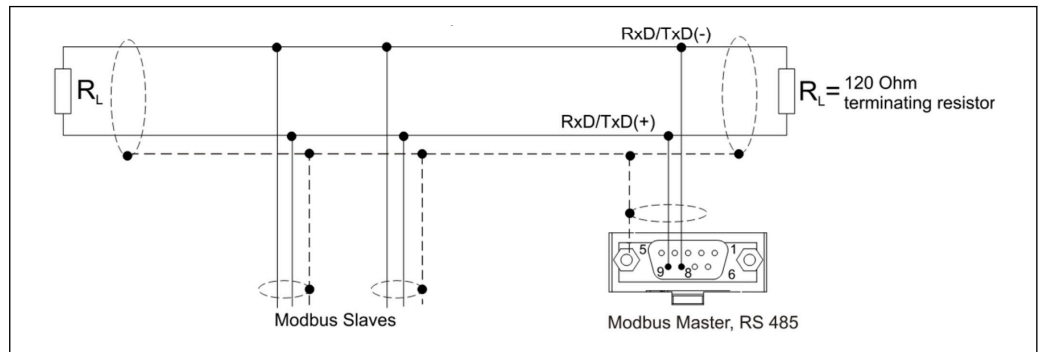 RxD/TxD(-)
RL
RL= 120 Ohm
terminating resistor
RxD/TxD(+)
5
1
9
8
6
Modbus Slaves
Modbus Master, RS 485